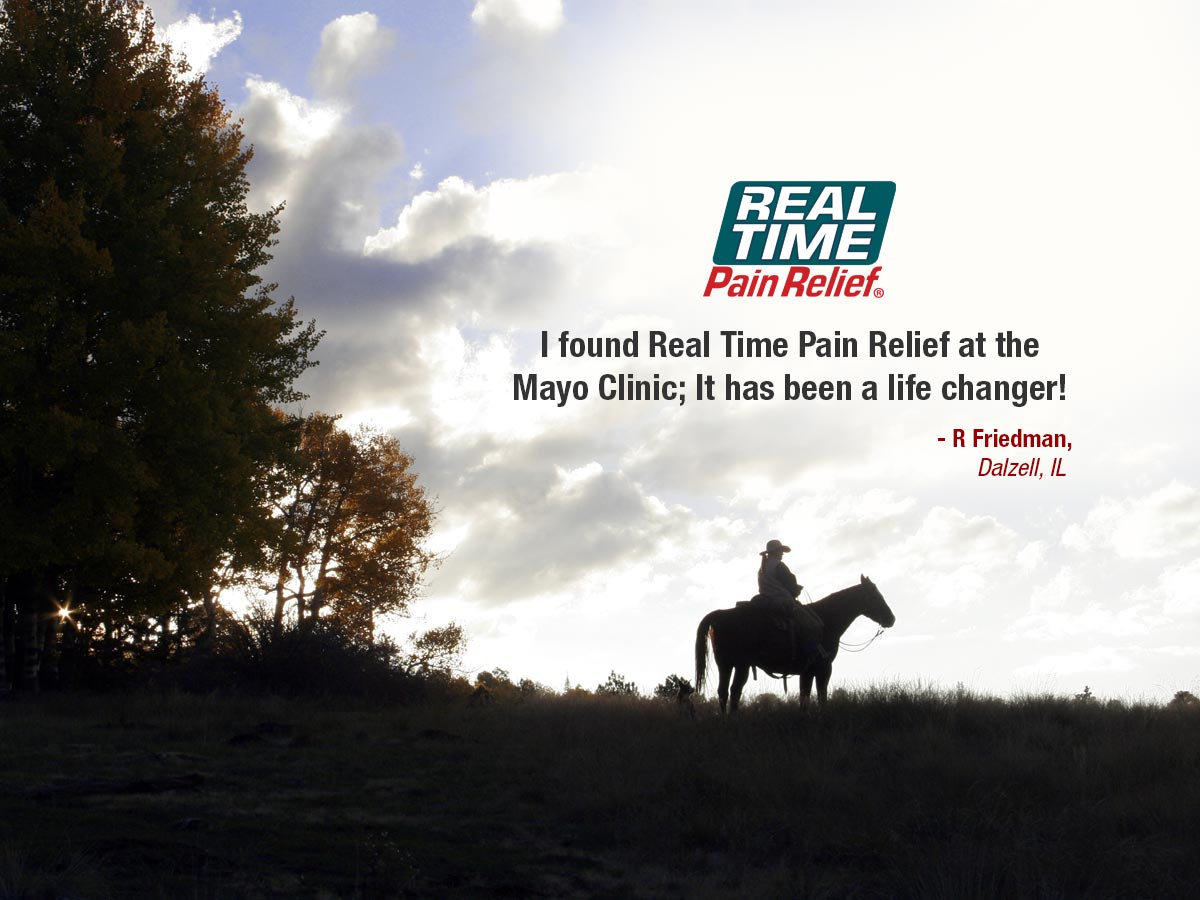 REAL
TIME
Pain Relief®
I found Real Time Pain Relief at the
Mayo Clinic; It has been a life changer!
- R Friedman,
Dalzell, IL